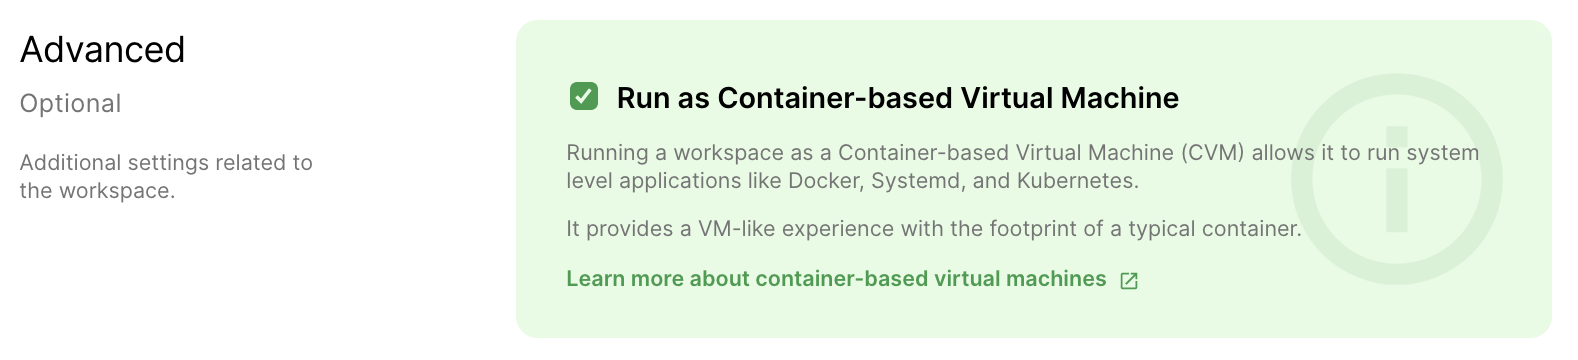 Advanced
Optional
Additional settings related to
the workspace.
Run as Container-based Virtual Machine
Running a workspace as a Container-based Virtual Machine (CVM) allows it to run system
level applications like Docker, Systemd, and Kubernetes.
It provides a VM-like experience with the footprint of a typical container.
Learn more about container-based virtual machines